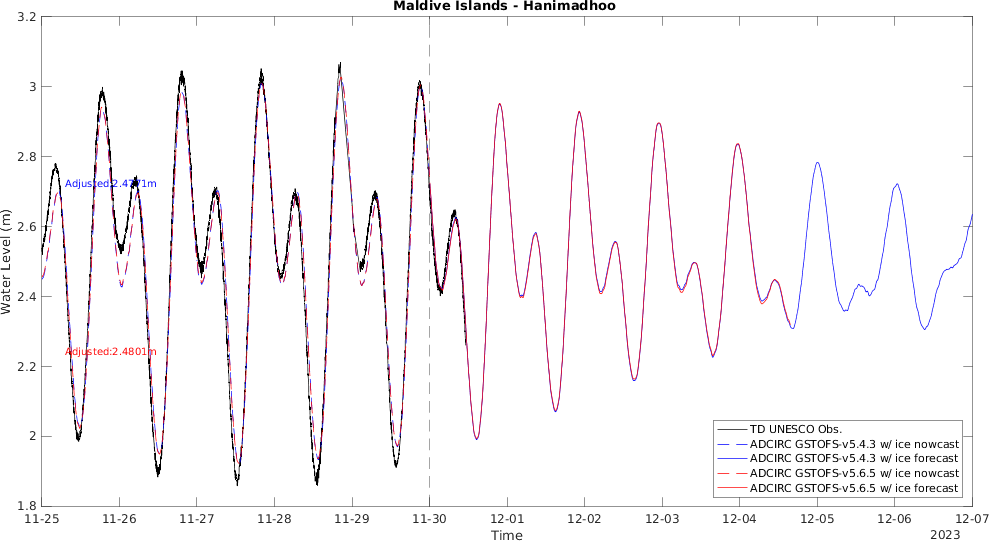 Maldive Islands - Hanimadhoo
3.2
3
2.8
2.6
2.4
2.2
2
1.8
Water Level (m)
Adjusted:2.4771m
Adjusted:2.4801m
TD UNESCO Obs.
ADCIRC GSTOFS-v5.4.3 w/ ice nowcast
ADCIRC GSTOFS-v5.4.3 w/ ice forecast
ADCIRC GSTOFS-v5.6.5 w/ ice nowcast
ADCIRC GSTOFS-v5.6.5 w/ ice forecast
11-25 11-26 11-27 11-28 11-29 11-30 12-01 12-02 12-03 12-04 12-05 12-06 12-07
Time
2023